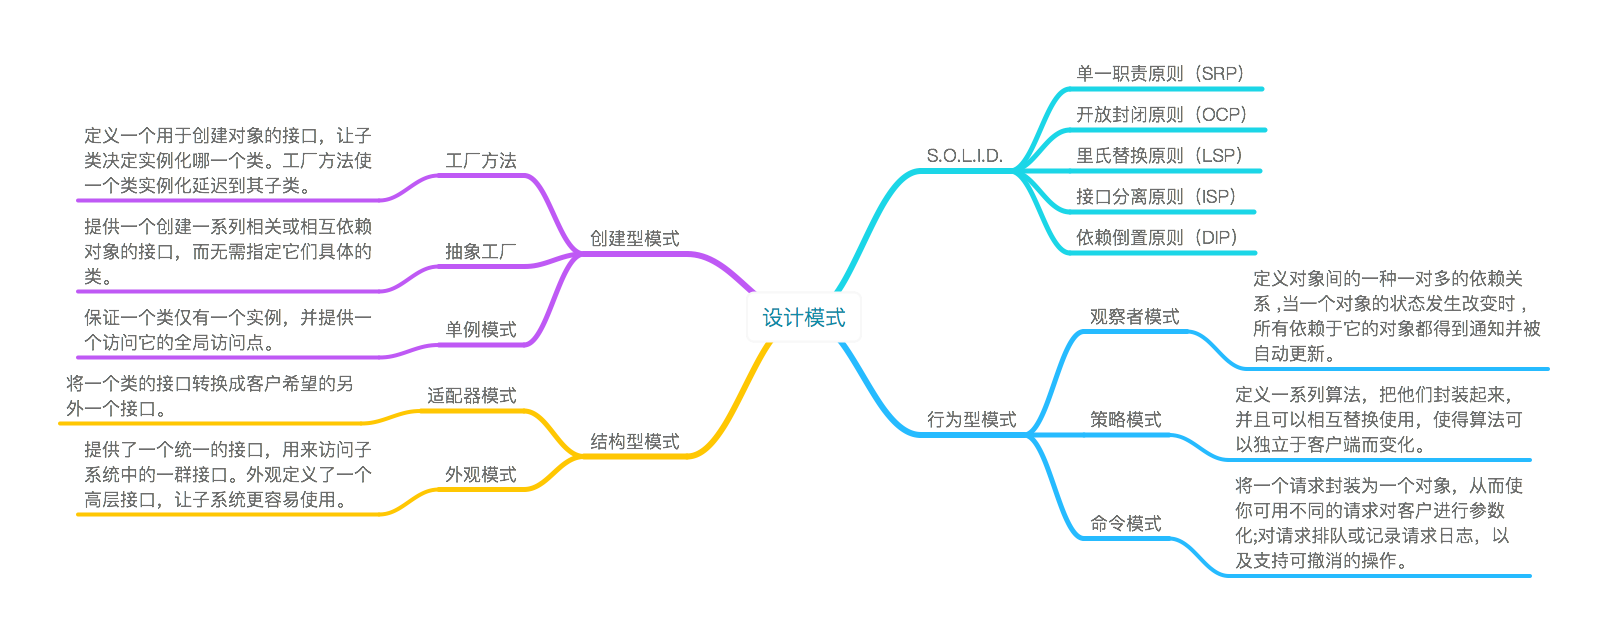 设计模式
S.O.L.I.D.
单一职责原则（SRP）
开放封闭原则（OCP）
里氏替换原则（LSP）
接口分离原则（ISP）
依赖倒置原则（DIP）
行为型模式
观察者模式
定义对象间的一种一对多的依赖关
系 ,当一个对象的状态发生改变时 ,
所有依赖于它的对象都得到通知并被
自动更新。
策略模式
定义一系列算法，把他们封装起来，
并且可以相互替换使用，使得算法可
以独立于客户端而变化。
命令模式
将一个请求封装为一个对象，从而使
你可用不同的请求对客户进行参数
化;对请求排队或记录请求日志，以
及支持可撤消的操作。
创建型模式
工厂方法
定义一个用于创建对象的接口，让子
类决定实例化哪一个类。工厂方法使
一个类实例化延迟到其子类。
抽象工厂
提供一个创建一系列相关或相互依赖
对象的接口，而无需指定它们具体的
类。
单例模式
保证一个类仅有一个实例，并提供一
个访问它的全局访问点。
结构型模式
适配器模式
将一个类的接口转换成客户希望的另
外一个接口。
外观模式
提供了一个统一的接口，用来访问子
系统中的一群接口。外观定义了一个
高层接口，让子系统更容易使用。